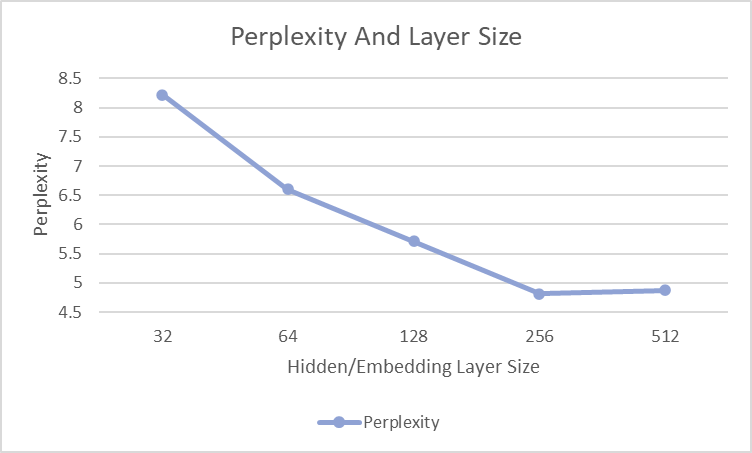 Perplexity And Layer Size
8.5
8
7.5
7
6.5
6
5.5
5
4.5
Perplexity
32 64 128 256 512
Hidden/Embedding Layer Size
Perplexity